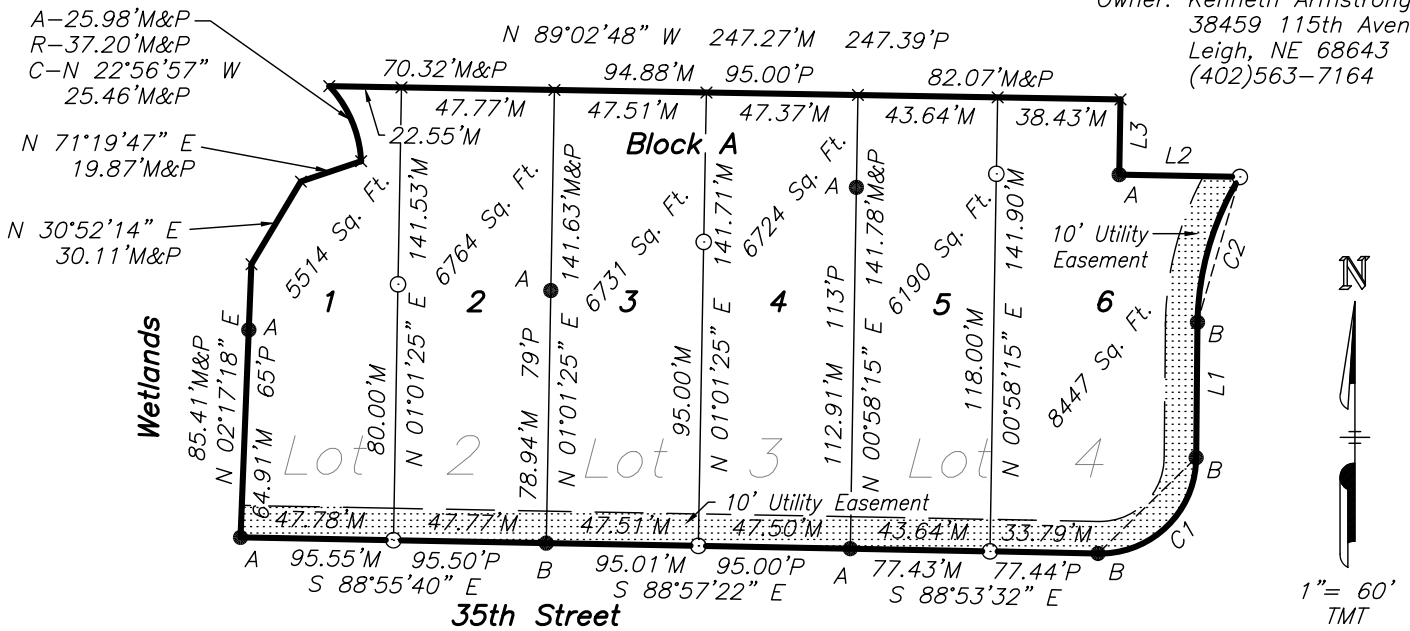 Owner: Kenneth Armstrong
38459 115th Aven
Leigh, NE 68643
(402)563-7164
A-25.98'M&P
R-37.20'M&P
C-N 22°56'57" W
25.46'M&P
N 89°02'48" W 247.27'M 247.39'P
70.32'M&P
94.88'M 95.00'P
82.07'M&P
47.77'M
47.51'M
47.37'M
43.64'M
38.43'M
22.55'M
Block A
L3
L2
A
N 71°19'47" E
19.87'M&P
N 30°52'14" E
30.11'M&P
5514 Sq. Ft.
141.53'M
6764 Sq. Ft.
141.63'M&P
6731 Sq. Ft.
141.71'M
6724 Sq. Ft.
A
141.78'M&P
6190 Sq. Ft.
141.90'M
10' Utility
Easement
C2
N
1
2
3
4
5
6
A
A
B
Wetlands
85.41'M&P
N 02°17'18" E
64.91'M 65'P
80.00'M
N 01°01'25" E
78.94'M 79'P
N 01°01'25" E
95.00'M
N 01°01'25" E
112.91'M 113'P
N 00°58'15" E
118.00'M
N 00°58'15" E
8447 Sq. Ft.
L1
B
Lot 2
Lot 3
Lot 4
10' Utility Easement
47.78'M
47.77'M
47.51'M
47.50'M
43.64'M
33.79'M
C1
A
95.55'M 95.50'P
B
95.01'M 95.00'P
A
77.43'M 77.44'P
B
S 88°55'40" E
S 88°57'22" E
S 88°53'32" E
35th Street
1"= 60'
TMT